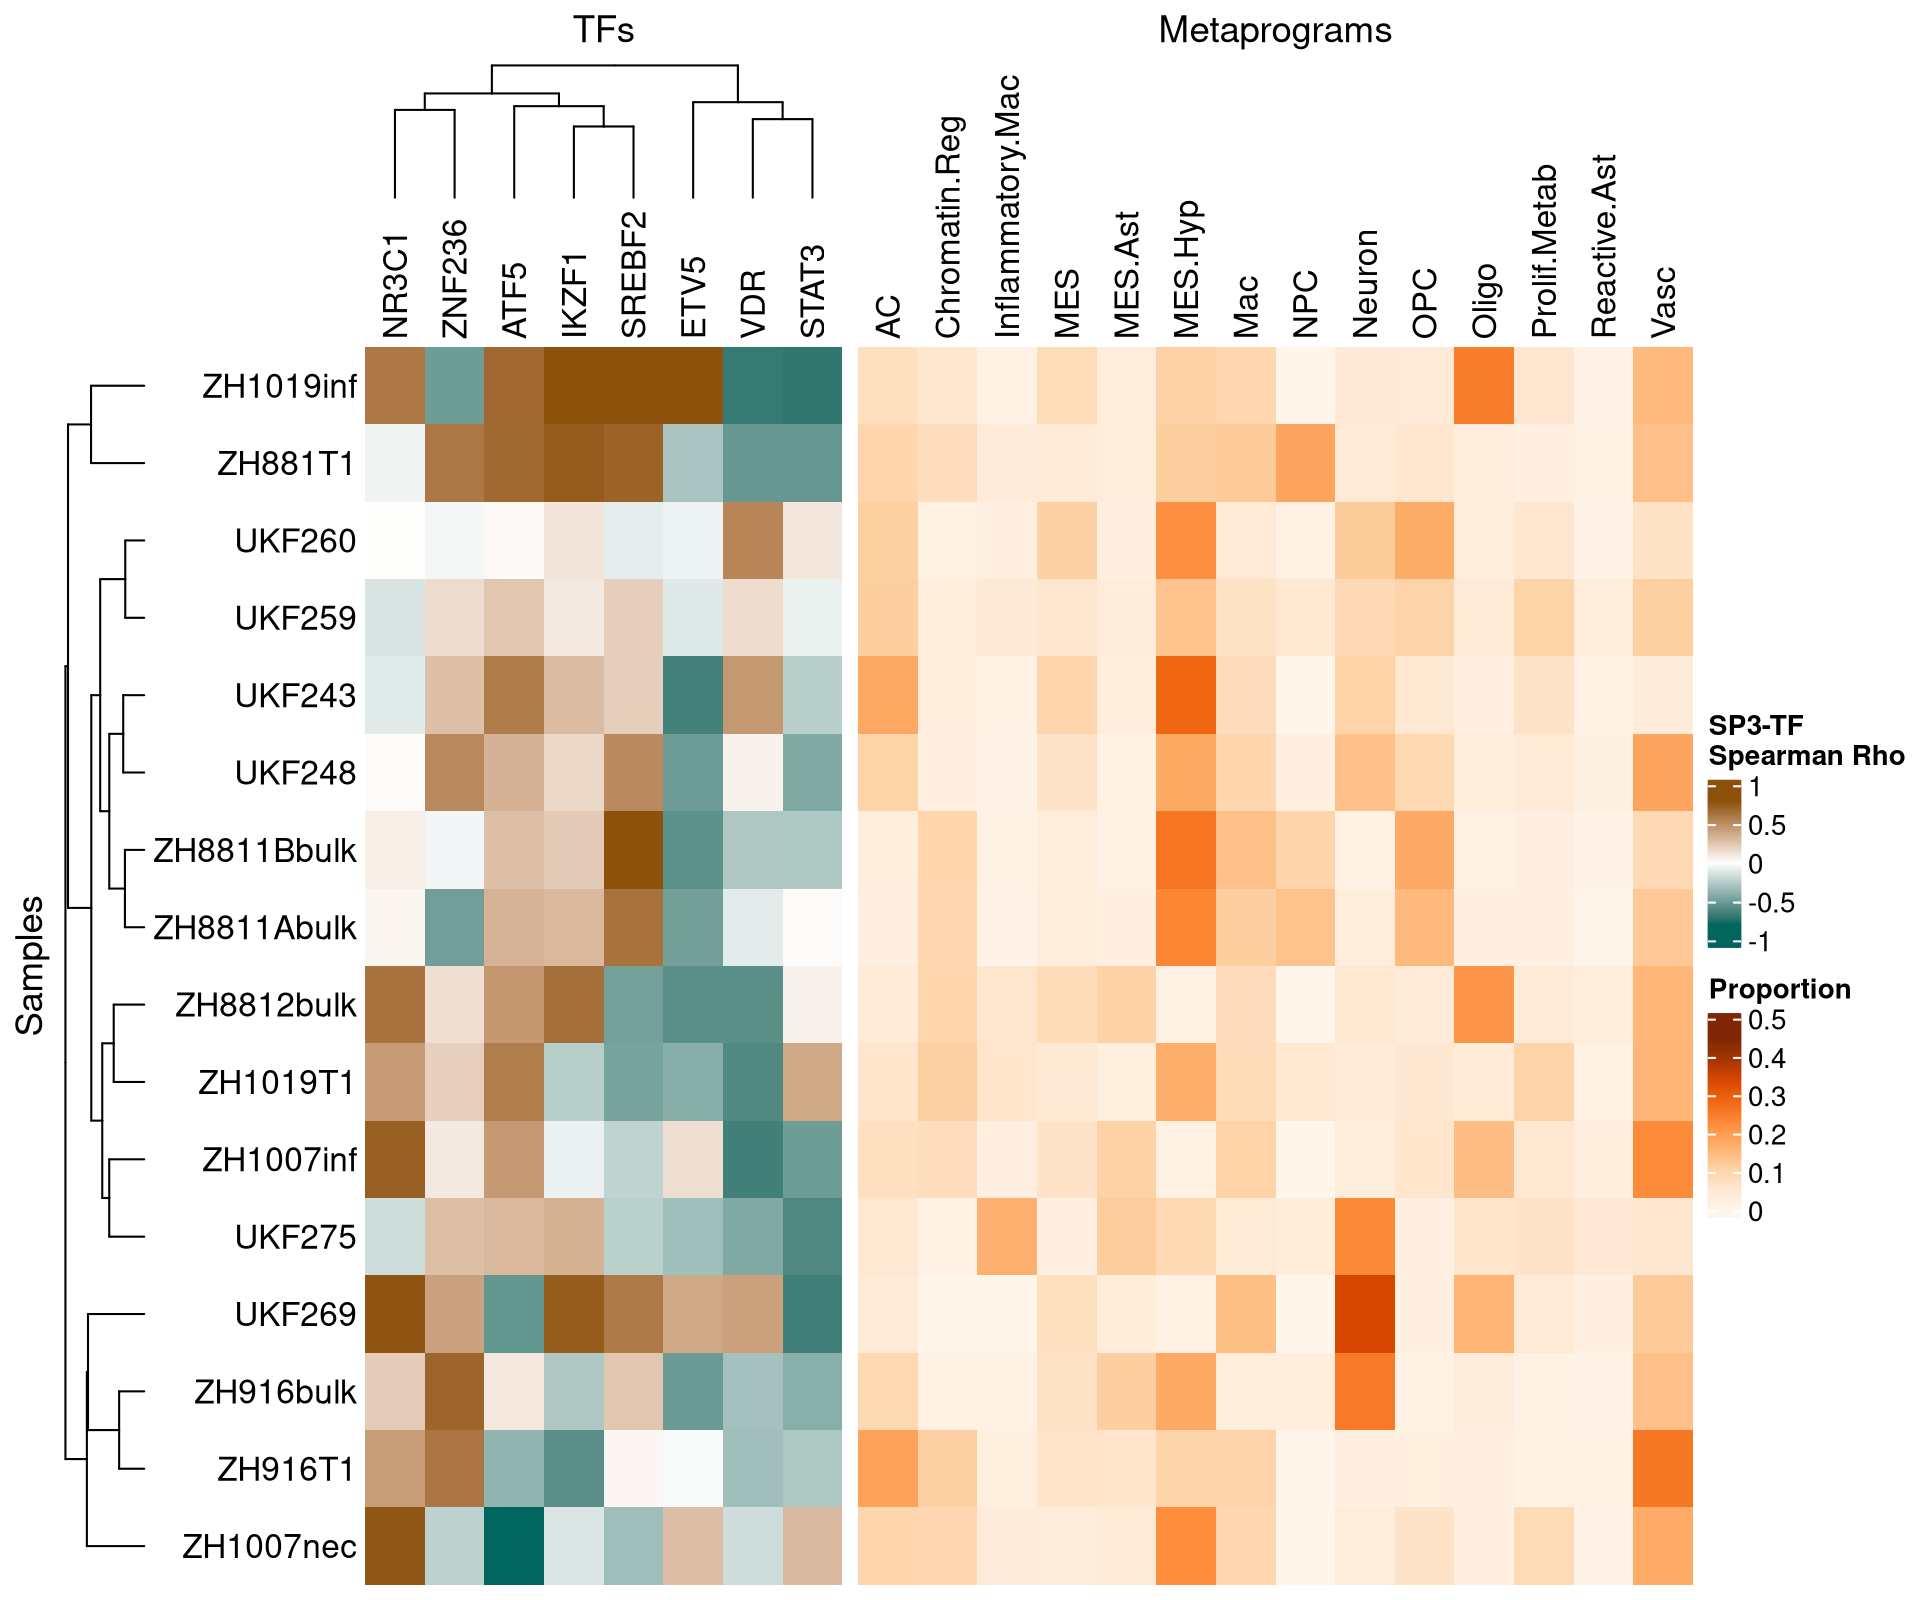 TFs
Metaprograms
NR3C1
ZNF236
ATF5
IKZF1
SREBF2
ETV5
VDR
STAT3
AC
Chromatin.Reg
Inflammatory.Mac
MES
MES.Ast
MES.Hyp
Mac
NPC
Neuron
OPC
Oligo
Prolif.Metab
Reactive.Ast
Vasc
Samples
ZH1019inf
ZH881T1
UKF260
UKF259
UKF243
UKF248
ZH8811Bbulk
ZH8811Abulk
ZH8812bulk
ZH1019T1
ZH1007inf
UKF275
UKF269
ZH916bulk
ZH916T1
ZH1007nec
SP3-TF
Spearman Rho
1
0.5
0
-0.5
-1
Proportion
0.5
0.4
0.3
0.2
0.1
0